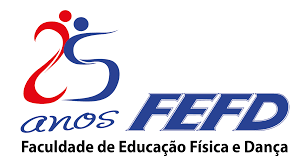 25
anos FEFD
Faculdade de Educação Física e Dança